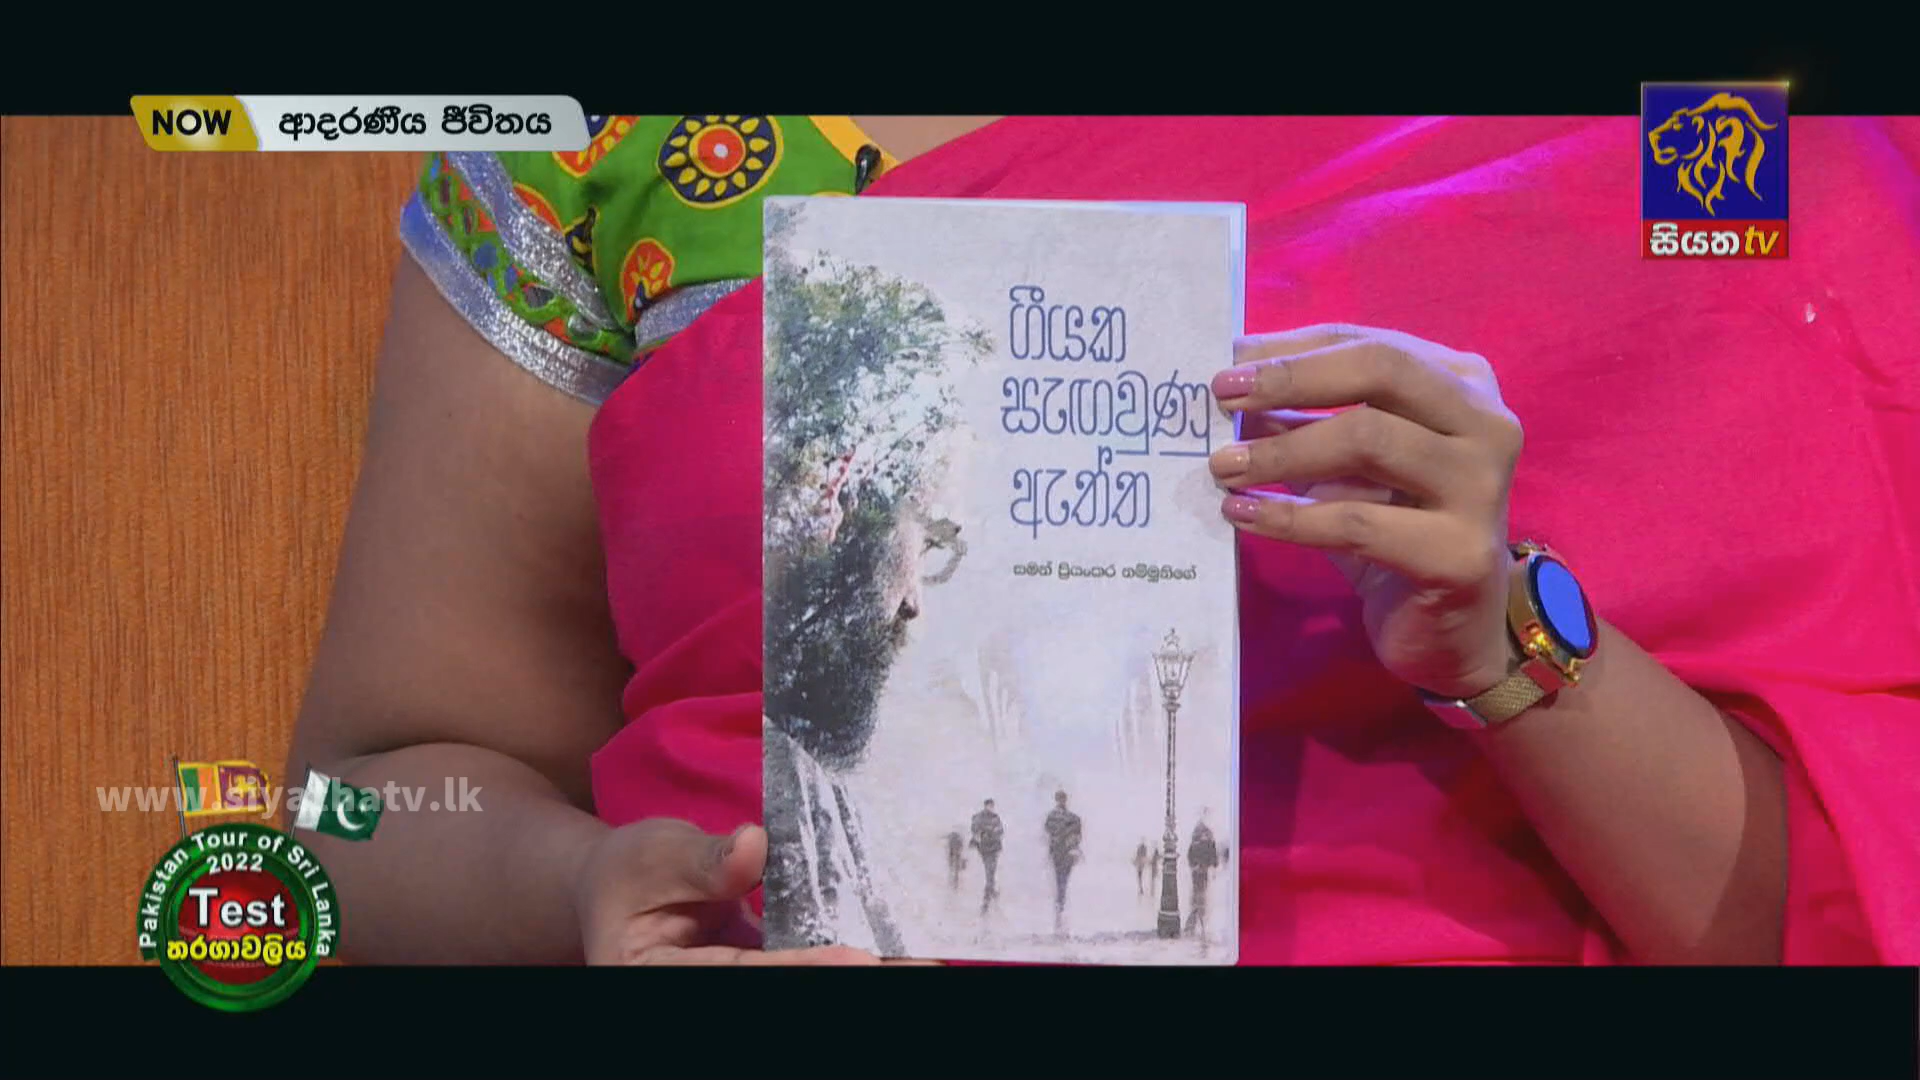 NOW ආදරණීය ජීවිතය
සියත tv
ගීයක
සැඟවුණු
ඇත්ත
සමන් ප්‍රියංකර නම්මුනිගේ
www.siyathatv.lk
Pakistan Tour of Sri Lanka
2022
Test
තරගාවලිය